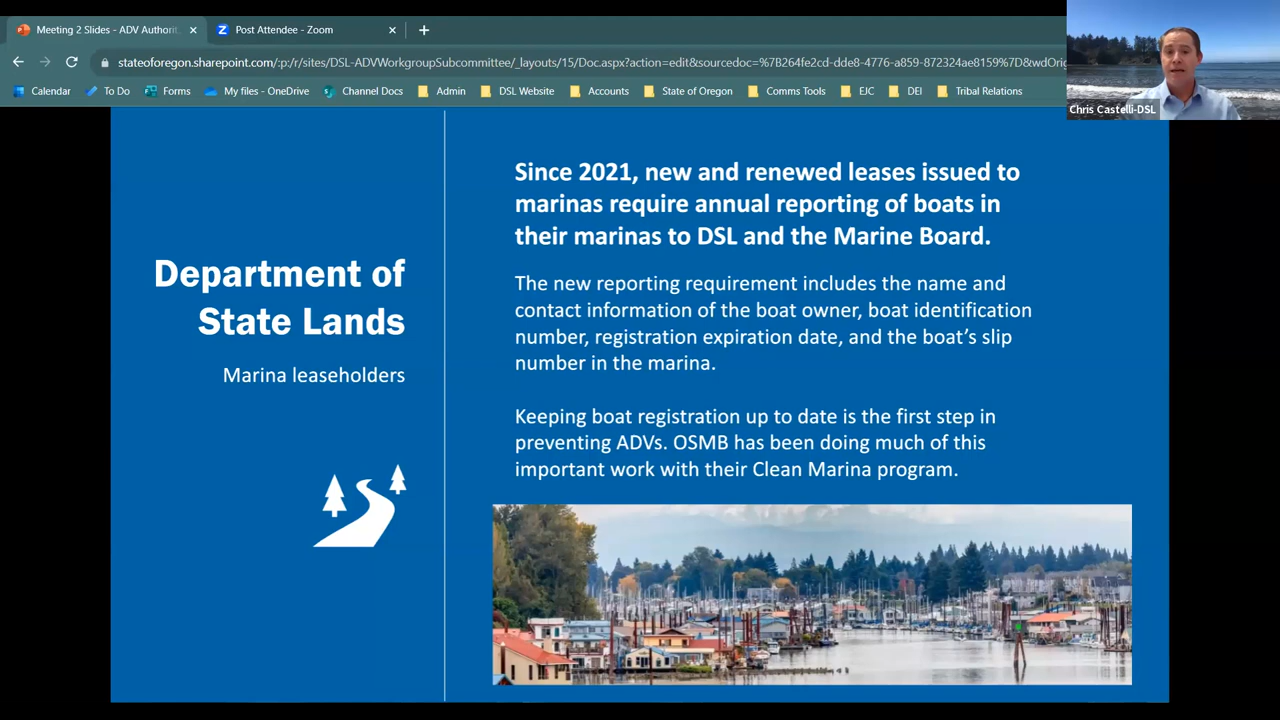 Meeting 2 Slides - ADV Authorit
Post Attendee - Zoom
stateoforegon.sharepoint.com/:p:/r/sites/DSL-ADVWorkgroupSubcommittee/_layouts/15/Doc.aspx?action=edit&sourcedoc=%7B264fe2cd-dde8-4776-a859-872324ae8159%7D&wdOrig
Calendar To Do Forms My files - OneDrive Channel Docs Admin DSL Website Accounts State of Oregon Comms Tools EJC DEI Tribal Relations
Chris Castelli-DSL
Department of
State Lands
Marina leaseholders
Since 2021, new and renewed leases issued to
marinas require annual reporting of boats in
their marinas to DSL and the Marine Board.
The new reporting requirement includes the name and
contact information of the boat owner, boat identification
number, registration expiration date, and the boat's slip
number in the marina.
Keeping boat registration up to date is the first step in
preventing ADVs. OSMB has been doing much of this
important work with their Clean Marina program.